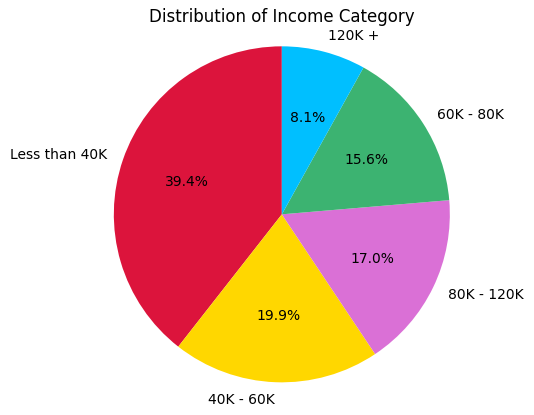 Distribution of Income Category
120K +
8.1%
60K - 80K
15.6%
Less than 40K
39.4%
17.0%
80K - 120K
19.9%
40K - 60K